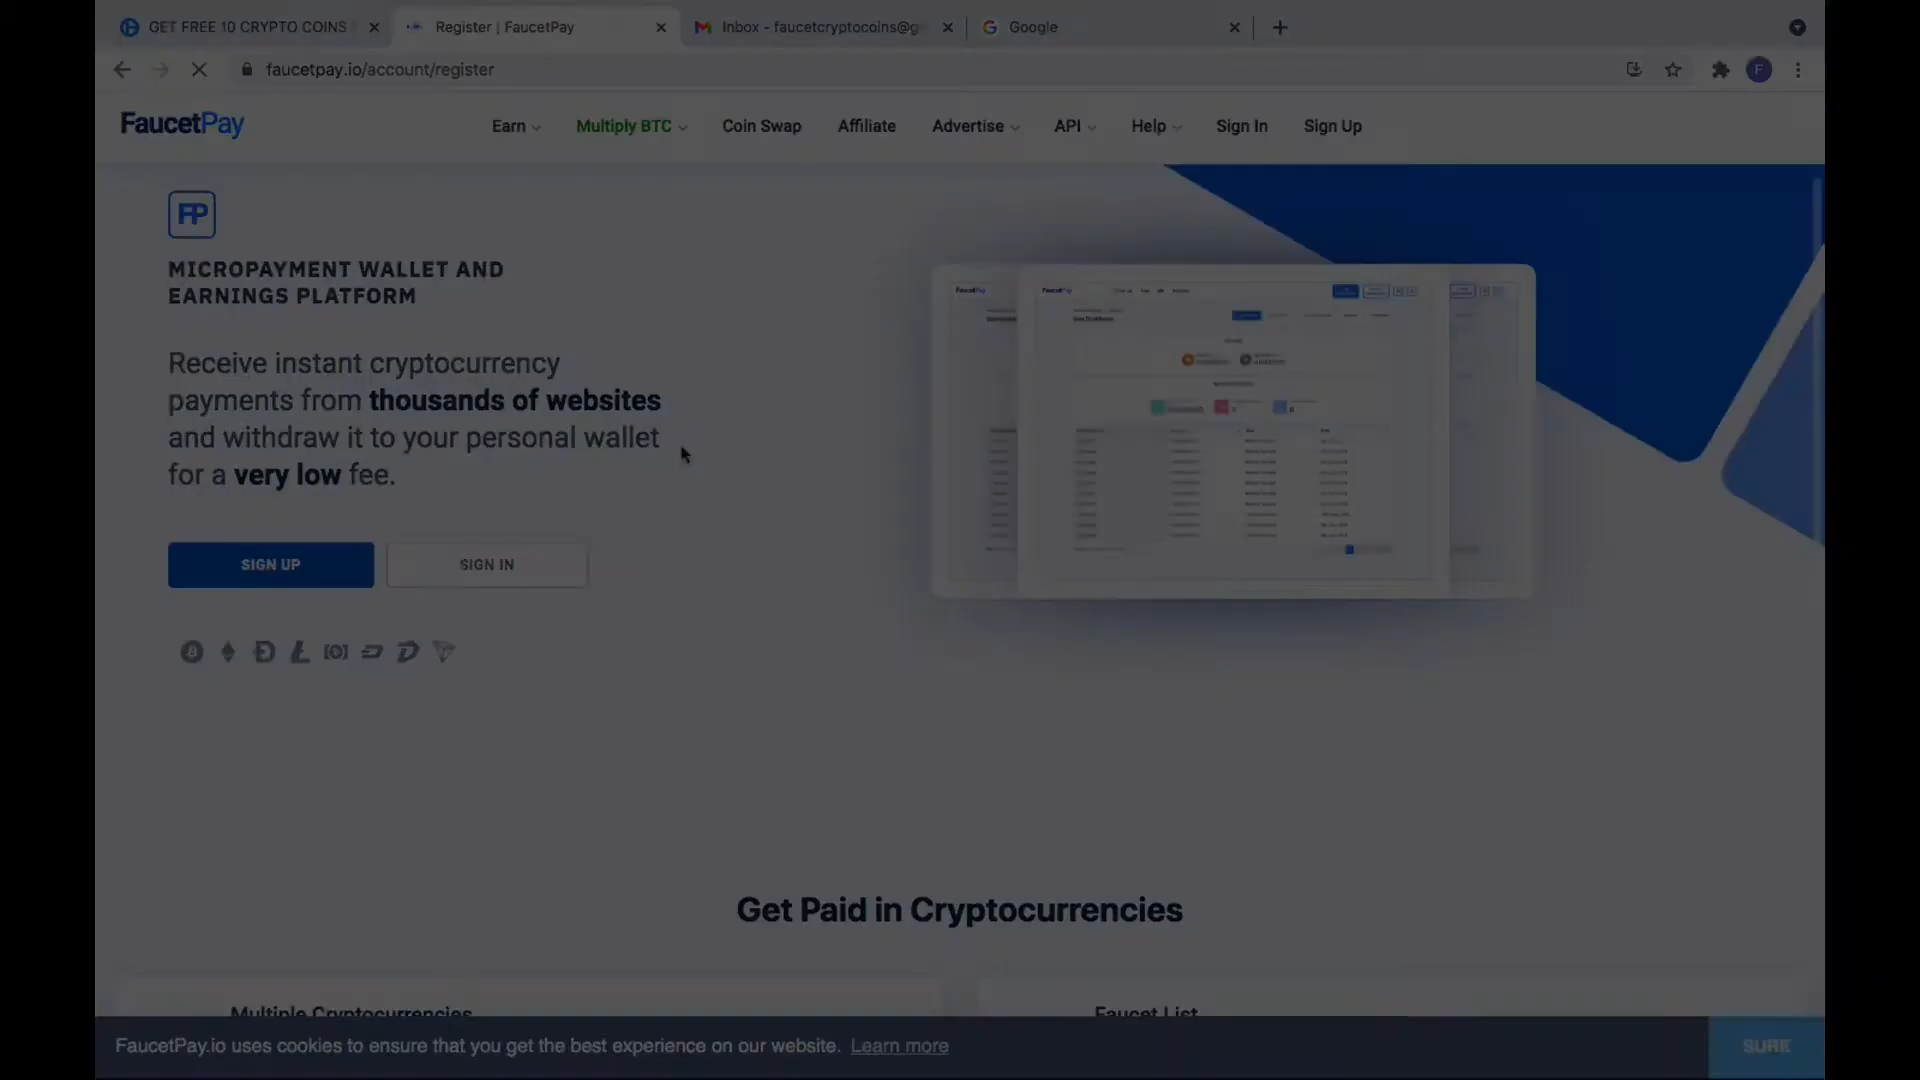 GET FREE 10 CRYPTO COINS
Register | FaucetPay
Inbox - faucetcryptocoins@g
Google
faucetpay.io/account/register
F
FaucetPay
Earn
Multiply BTC
Coin Swap
Affiliate
Advertise
API
Help
Sign In
Sign Up
FP
MICROPAYMENT WALLET AND
EARNINGS PLATFORM
Receive instant cryptocurrency
payments from thousands of websites
and withdraw it to your personal wallet
for a very low fee.
SIGN UP
SIGN IN
Get Paid in Cryptocurrencies
Multiple Cryptocurrencies
Faucet List
FaucetPay.io uses cookies to ensure that you get the best experience on our website. Learn more
SURE